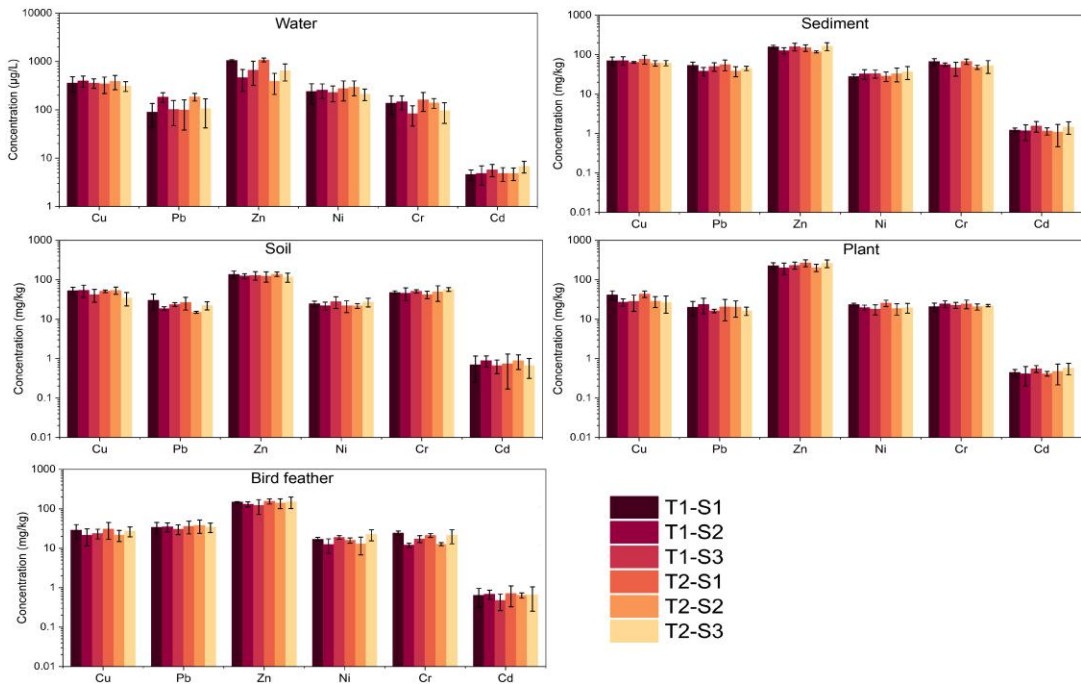 Water
Concentration (µg/L)
1000
100
10
1
Cu Pb Zn Ni Cr Cd
Sediment
Concentration (mg/kg)
1000
100
10
1
0.1
0.01
Cu Pb Zn Ni Cr Cd
Soil
Concentration (mg/kg)
1000
100
10
1
0.1
0.01
Cu Pb Zn Ni Cr Cd
Plant
Concentration (mg/kg)
1000
100
10
1
0.1
0.01
Cu Pb Zn Ni Cr Cd
Bird feather
Concentration (mg/kg)
1000
100
10
1
0.1
0.01
Cu Pb Zn Ni Cr Cd
T1-S1
T1-S2
T1-S3
T2-S1
T2-S2
T2-S3